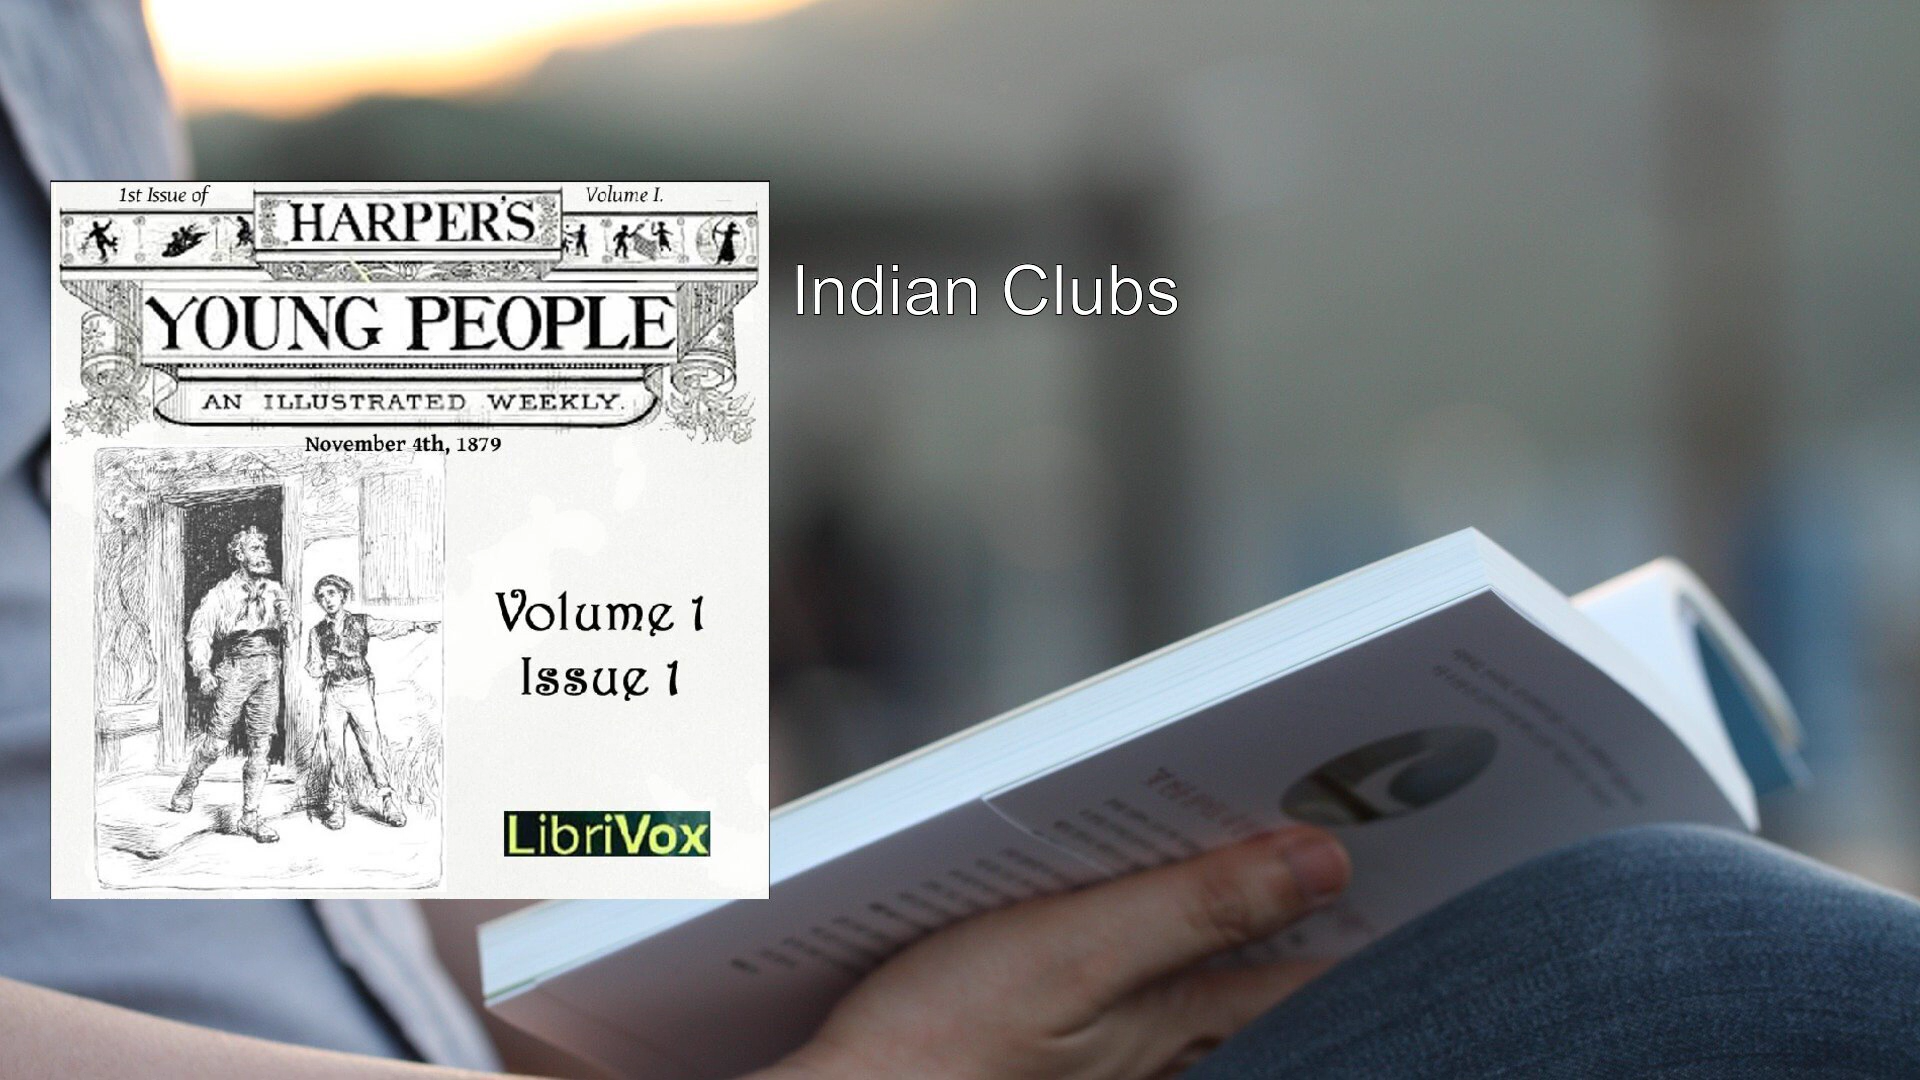 1st Issue of
Volume I.
HARPER'S
YOUNG PEOPLE
AN ILLUSTRATED WEEKLY.
November 4th, 1879
Volume 1
Issue 1
LibriVox
Indian Clubs